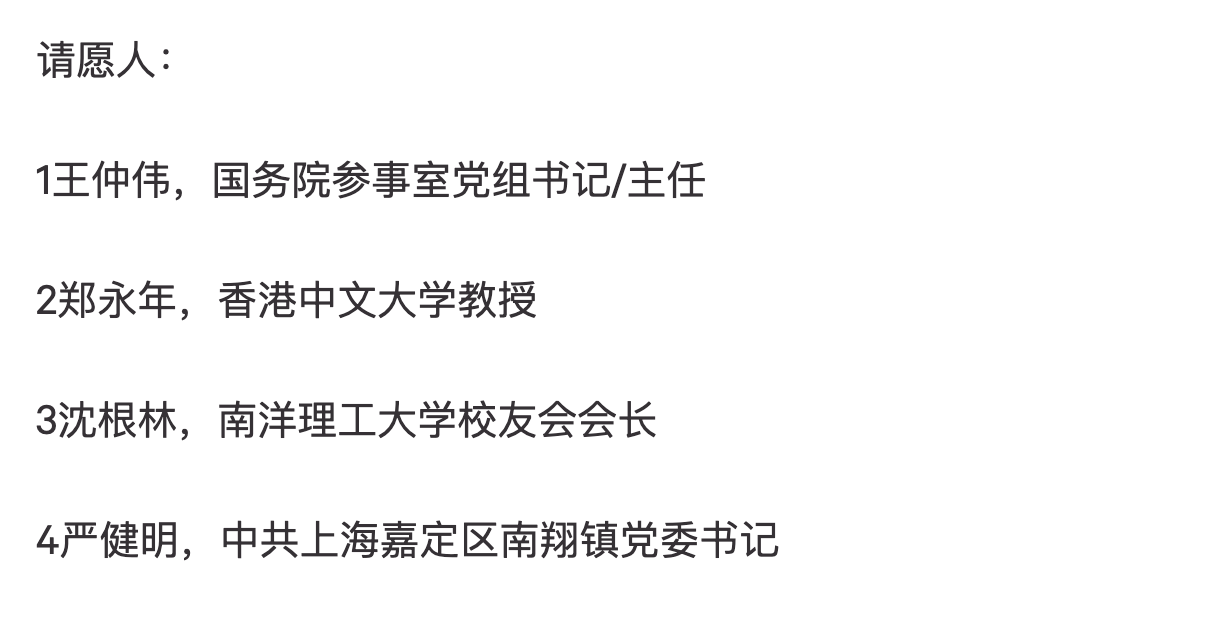 请愿人：
1王仲伟，国务院参事室党组书记/主任
2郑永年，香港中文大学教授
3沈根林，南洋理工大学校友会会长
4严健明，中共上海嘉定区南翔镇党委书记